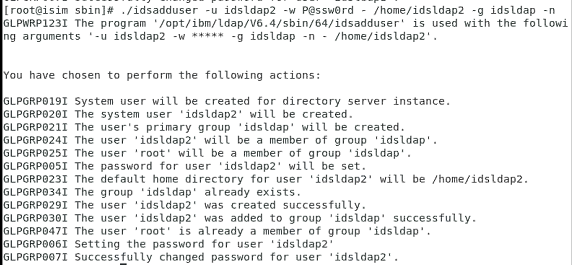 [root@isim sbin]# ./idsadduser -u idsldap2 -w P@ssw0rd - /home/idsldap2 -g idsldap -n
GLPWRP123I The program '/opt/ibm/ldap/V6.4/sbin/64/idsadduser' is used with the followi
ng arguments '-u idsldap2 -w ***** -g idsldap -n - /home/idsldap2'.
You have chosen to perform the following actions:
GLPGRP019I System user will be created for directory server instance.
GLPGRP020I The system user 'idsldap2' will be created.
GLPGRP021I The user's primary group 'idsldap' will be created.
GLPGRP024I The user 'idsldap2' will be a member of group 'idsldap'.
GLPGRP025I The user 'root' will be a member of group 'idsldap'.
GLPGRP005I The password for user 'idsldap2' will be set.
GLPGRP023I The default home directory for user 'idsldap2' will be /home/idsldap2.
GLPGRP034I The group 'idsldap' already exists.
GLPGRP029I The user 'idsldap2' was created successfully.
GLPGRP030I The user 'idsldap2' was added to group 'idsldap' successfully.
GLPGRP047I The user 'root' is already a member of group 'idsldap'.
GLPGRP006I Setting the password for user 'idsldap2'
GLPGRP007I Successfully changed password for user 'idsldap2'.